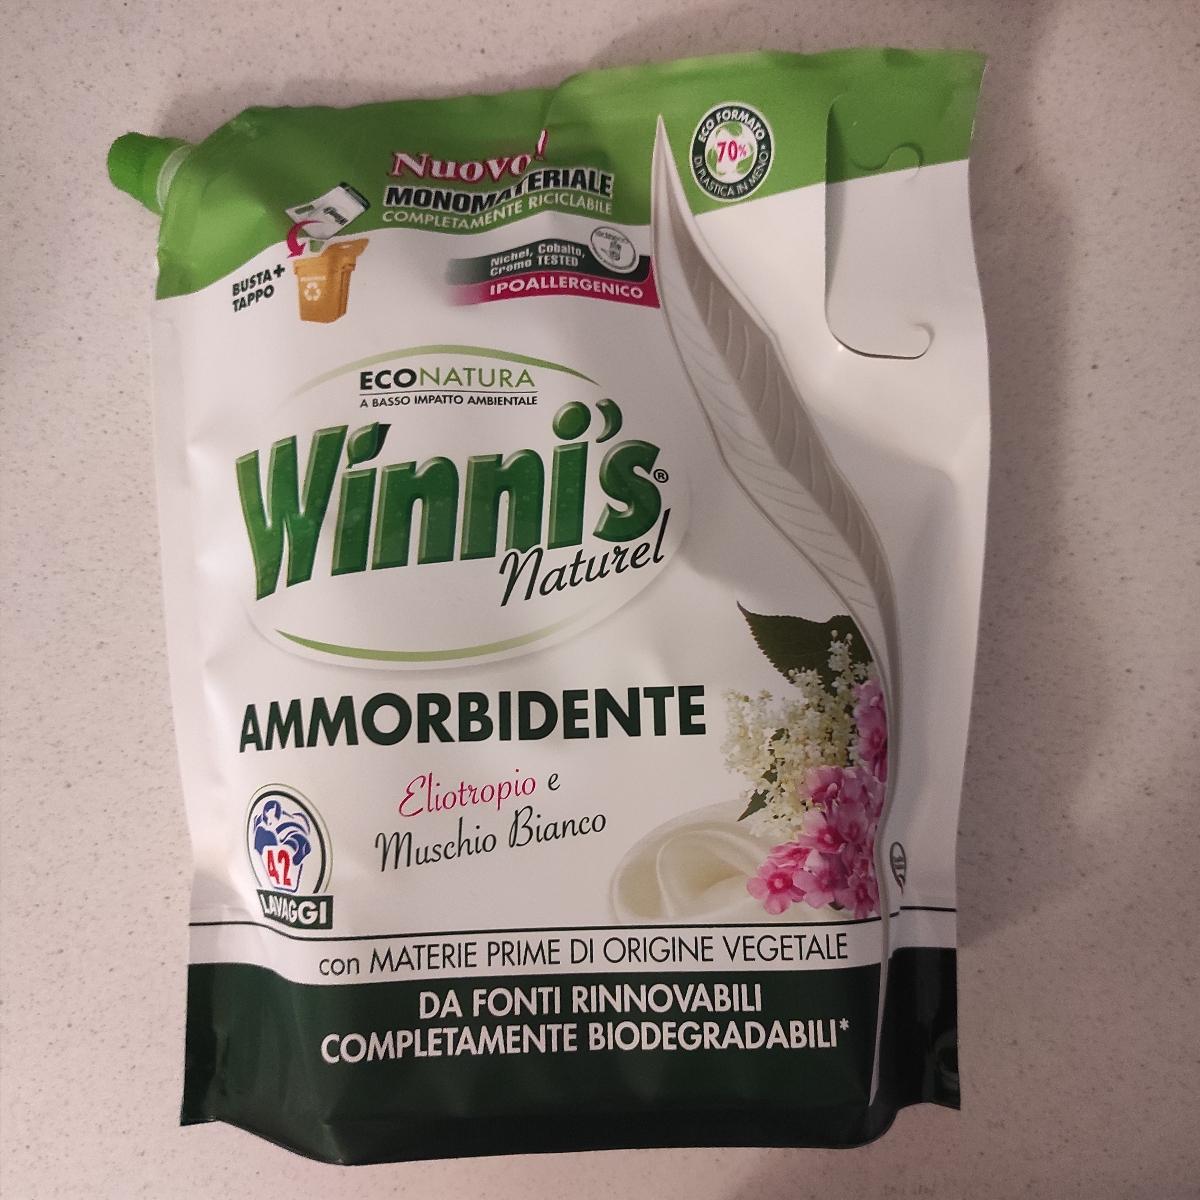 Nuovo!
MONOMATERIALE
COMPLETAMENTE RICICLABILE
ECO FORMATO
70%
DI PLASTICA IN MENO*
BUSTA+
TAPPO
Nichel, Cobalto,
Cromo TESTED
IPOALLERGENICO
ECONATURA
A BASSO IMPATTO AMBIENTALE
Winni's®
Naturel
AMMORBIDENTE
Eliotropio e
Muschio Bianco
42
LAVAGGI
con MATERIE PRIME DI ORIGINE VEGETALE
DA FONTI RINNOVABILI
COMPLETAMENTE BIODEGRADABILI*